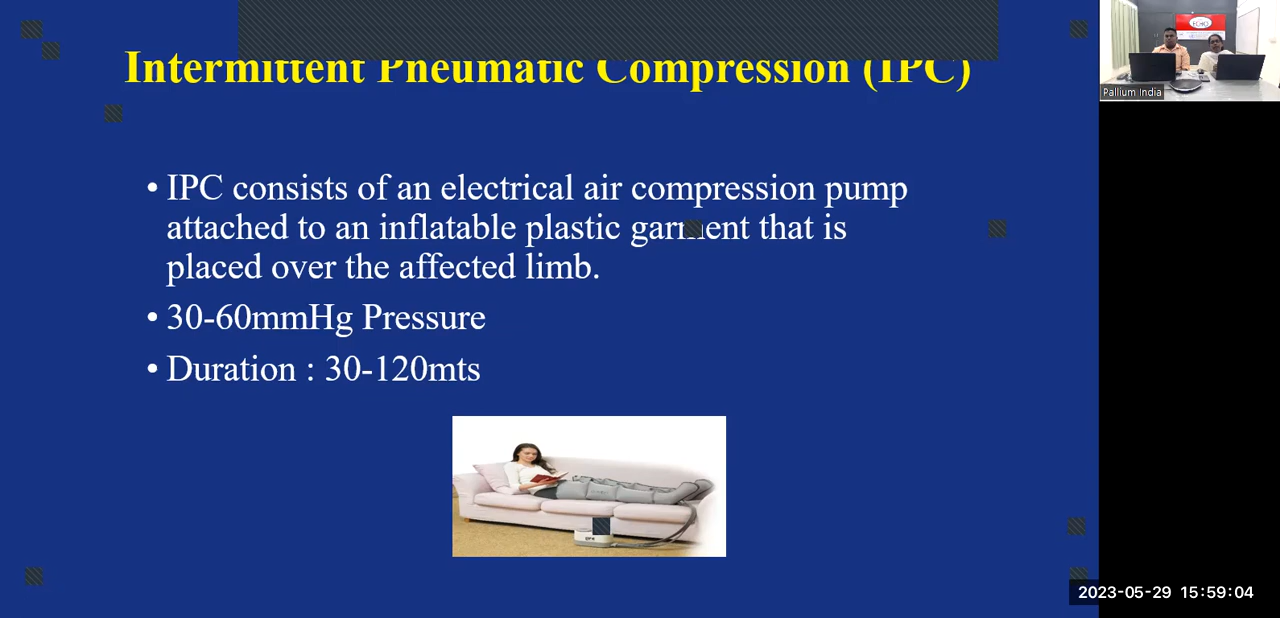 Intermittent Pneumatic Compression (IPC)
• IPC consists of an electrical air compression pump
attached to an inflatable plastic garment that is
placed over the affected limb.
• 30-60mmHg Pressure
• Duration : 30-120mts
Pallium India
2023-05-29 15:59:04